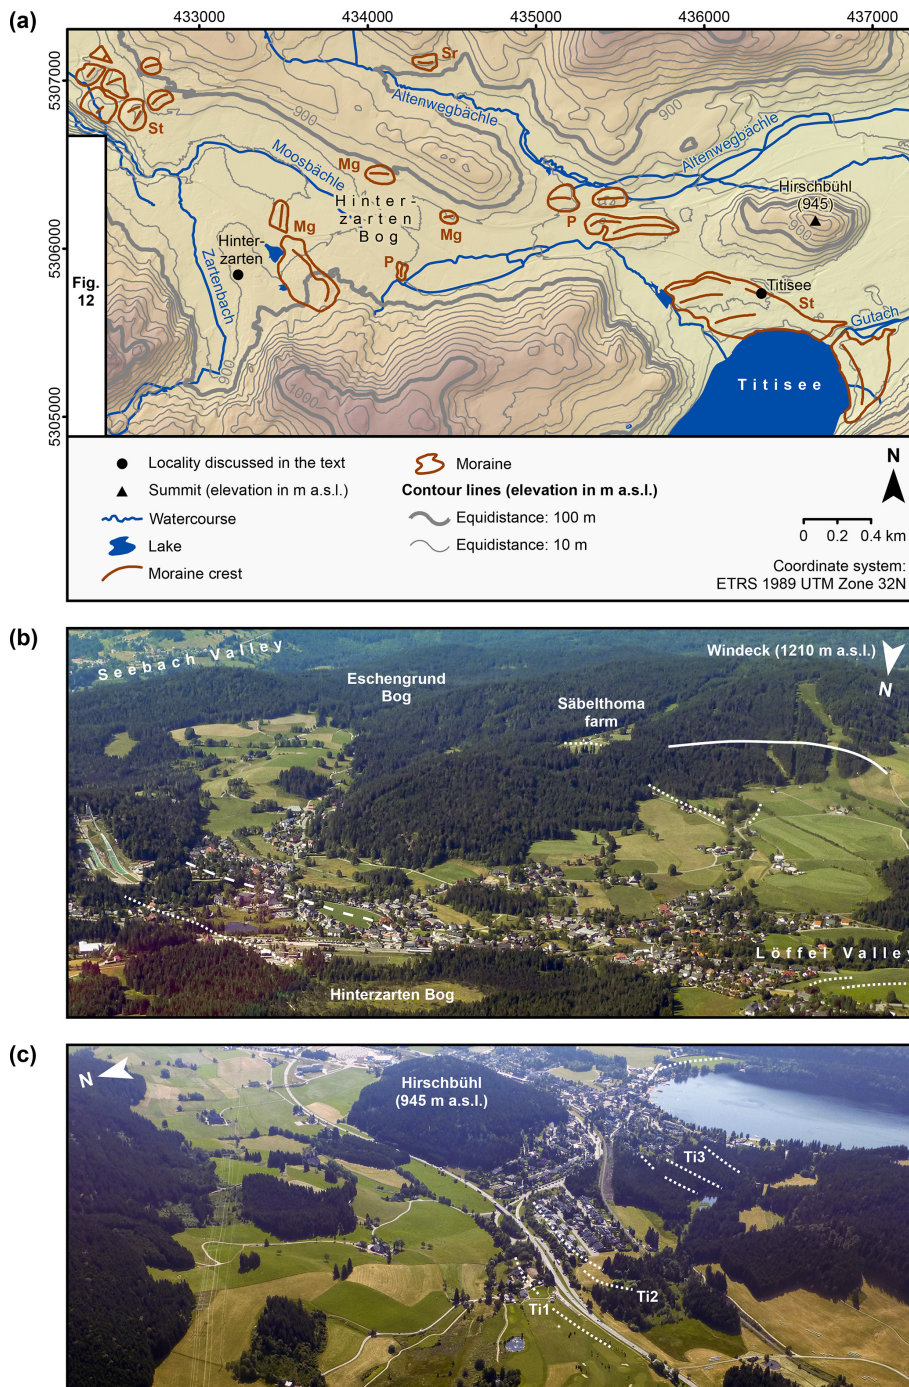 (a)
433000
434000
435000
436000
437000
5307000
5306000
5305000
Sr
St
900
Altenwegbächle
Altenwegbächle
Moosbächle
Mg
Hinter-
zarten
Bog
Hirschbühl
(945)
900
Mg
Mg
P
Hinter-
zarten
P
Fig.
12
Zartenbach
Titisee
St
Gutach
900
1000
Titisee
Locality discussed in the text
Summit (elevation in m a.s.l.)
Watercourse
Lake
Moraine crest
Moraine
Contour lines (elevation in m a.s.l.)
Equidistance: 100 m
Equidistance: 10 m
N
0 0.2 0.4 km
Coordinate system:
ETRS 1989 UTM Zone 32N
(b)
Seebach Valley
Windeck (1210 m a.s.l.)
N
Eschengrund
Bog
Säbelthoma
farm
Löffel Valley
Hinterzarten Bog
(c)
N
Hirschbühl
(945 m a.s.l.)
Ti3
Ti2
Ti1